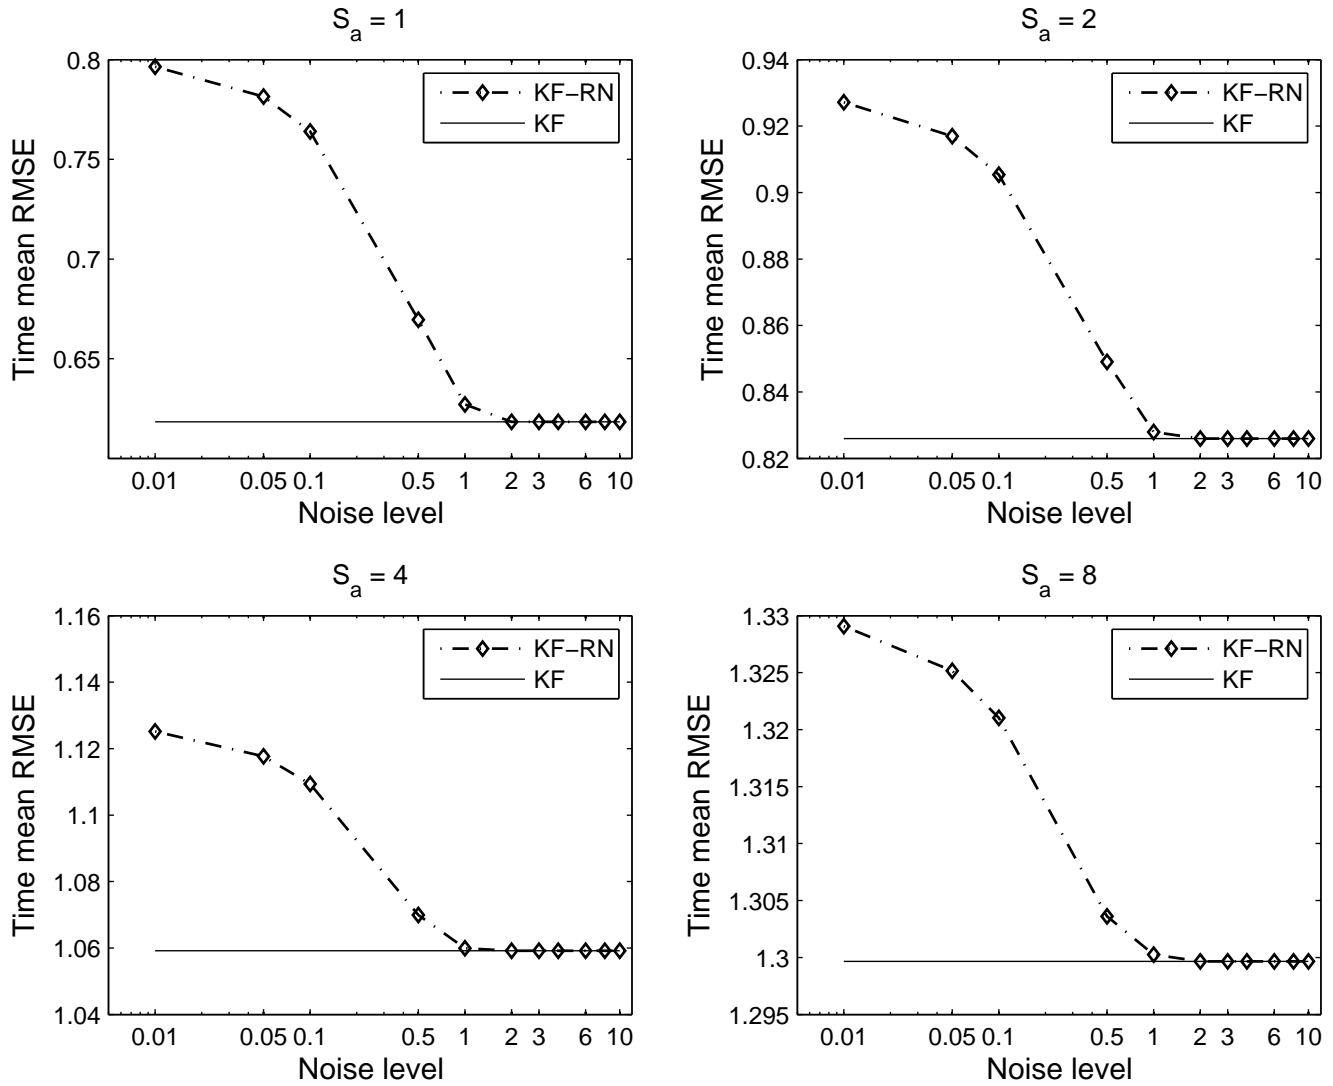 S_a = 1
0.8
0.75
0.7
0.65
Time mean RMSE
KF−RN
KF
0.01 0.05 0.1 0.5 1 2 3 6 10
Noise level
S_a = 2
0.94
0.92
0.9
0.88
0.86
0.84
0.82
Time mean RMSE
KF−RN
KF
0.01 0.05 0.1 0.5 1 2 3 6 10
Noise level
S_a = 4
1.16
1.14
1.12
1.1
1.08
1.06
1.04
Time mean RMSE
KF−RN
KF
0.01 0.05 0.1 0.5 1 2 3 6 10
Noise level
S_a = 8
1.33
1.325
1.32
1.315
1.31
1.305
1.3
1.295
Time mean RMSE
KF−RN
KF
0.01 0.05 0.1 0.5 1 2 3 6 10
Noise level